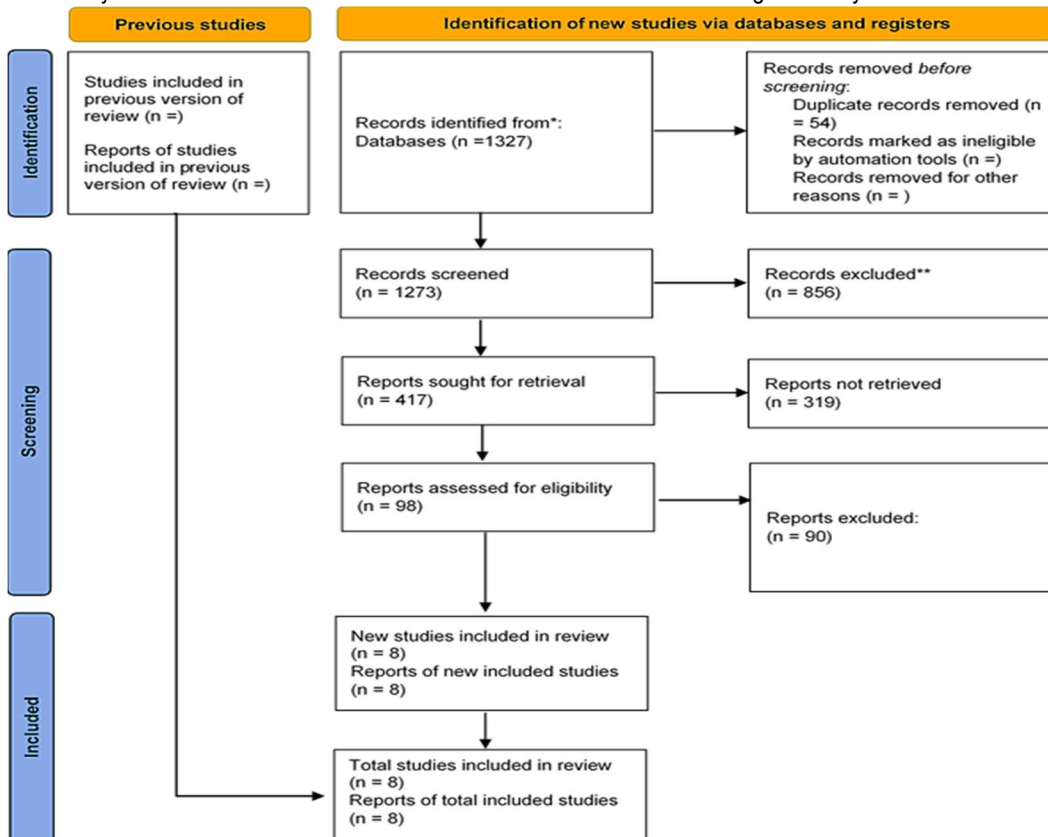 Previous studies
Identification of new studies via databases and registers
Identification
Studies included in
previous version of
review (n =)
Reports of studies
included in previous
version of review (n =)
Records identified from*:
Databases (n =1327)
Records removed before
screening:
Duplicate records removed (n
= 54)
Records marked as ineligible
by automation tools (n =)
Records removed for other
reasons (n = )
Screening
Records screened
(n = 1273)
Records excluded**
(n = 856)
Reports sought for retrieval
(n = 417)
Reports not retrieved
(n = 319)
Reports assessed for eligibility
(n = 98)
Reports excluded:
(n = 90)
Included
New studies included in review
(n = 8)
Reports of new included studies
(n = 8)
Total studies included in review
(n = 8)
Reports of total included studies
(n = 8)